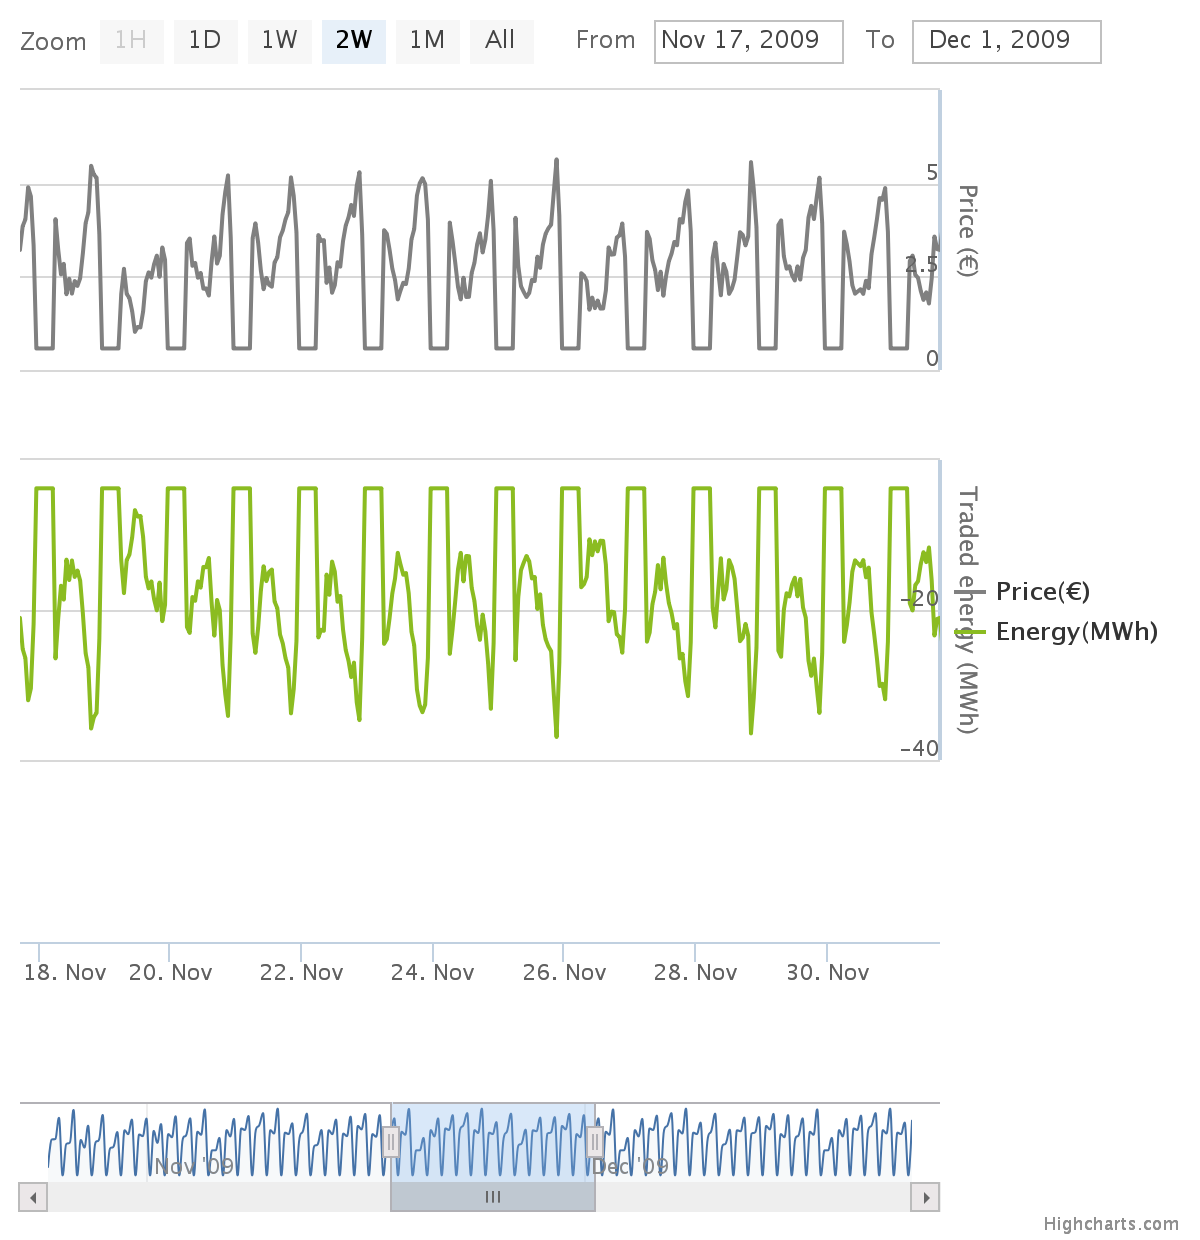 Zoom 1H 1D 1W 2W 1M All From Nov 17, 2009 To Dec 1, 2009
5
2.5
0
Price (€)
-20
-40
Traded energy (MWh)
Price(€)
Energy(MWh)
18. Nov 20. Nov 22. Nov 24. Nov 26. Nov 28. Nov 30. Nov
Nov '09 Dec '09
Highcharts.com